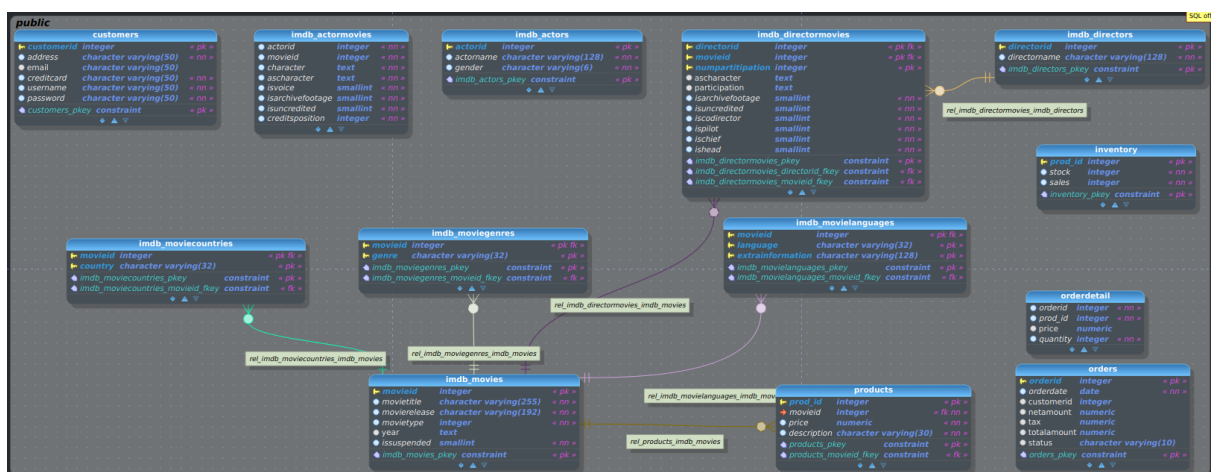 public
SQL off
customers
customerid integer « pk »
address character varying(50) « nn »
email character varying(50)
creditcard character varying(50) « nn »
username character varying(50) « nn »
password character varying(50) « nn »
customers_pkey constraint « pk »
imdb_actormovies
actorid integer « nn »
movieid integer « nn »
character text « nn »
ascharacter text « nn »
isvoice smallint « nn »
isarchivefootage smallint « nn »
isuncredited smallint « nn »
creditsposition integer « nn »
imdb_actors
actorid integer « pk »
actorname character varying(128) « nn »
gender character varying(6) « nn »
imdb_actors_pkey constraint « pk »
imdb_directormovies
directorid integer « pk fk »
movieid integer « pk fk »
numpartitipation integer « pk »
ascharacter text
participation text
isarchivefootage smallint « nn »
isuncredited smallint « nn »
iscodirector smallint « nn »
ispilot smallint « nn »
ischief smallint « nn »
ishead smallint « nn »
imdb_directormovies_pkey constraint « pk »
imdb_directormovies_directorid_fkey constraint « fk »
imdb_directormovies_movieid_fkey constraint « fk »
imdb_directors
directorid integer « pk »
directorname character varying(128) « nn »
imdb_directors_pkey constraint « pk »
rel_imdb_directormovies_imdb_directors
inventory
prod_id integer « pk »
stock integer « nn »
sales integer « nn »
inventory_pkey constraint « pk »
imdb_moviecountries
movieid integer « pk fk »
country character varying(32) « pk »
imdb_moviecountries_pkey constraint « pk »
imdb_moviecountries_movieid_fkey constraint « fk »
imdb_moviegenres
movieid integer « pk fk »
genre character varying(32) « pk »
imdb_moviegenres_pkey constraint « pk »
imdb_moviegenres_movieid_fkey constraint « fk »
imdb_movielanguages
movieid integer « pk fk »
language character varying(32) « pk »
extrainformation character varying(128) « pk »
imdb_movielanguages_pkey constraint « pk »
imdb_movielanguages_movieid_fkey constraint « fk »
rel_imdb_directormovies_imdb_movies
orderdetail
orderid integer « nn »
prod_id integer « nn »
price numeric
quantity integer « nn »
rel_imdb_moviecountries_imdb_movies
rel_imdb_moviegenres_imdb_movies
imdb_movies
movieid integer « pk »
movietitle character varying(255) « nn »
movierelease character varying(192) « nn »
movietype integer « nn »
year text
issuspended smallint « nn »
imdb_movies_pkey constraint « pk »
rel_imdb_movielanguages_imdb_mov
rel_products_imdb_movies
products
prod_id integer « pk »
movieid integer « fk nn »
price numeric « nn »
description character varying(30) « nn »
products_pkey constraint « pk »
products_movieid_fkey constraint « fk »
orders
orderid integer « pk »
orderdate date « nn »
customerid integer
netamount numeric
tax numeric
totalamount numeric
status character varying(10)
orders_pkey constraint « pk »